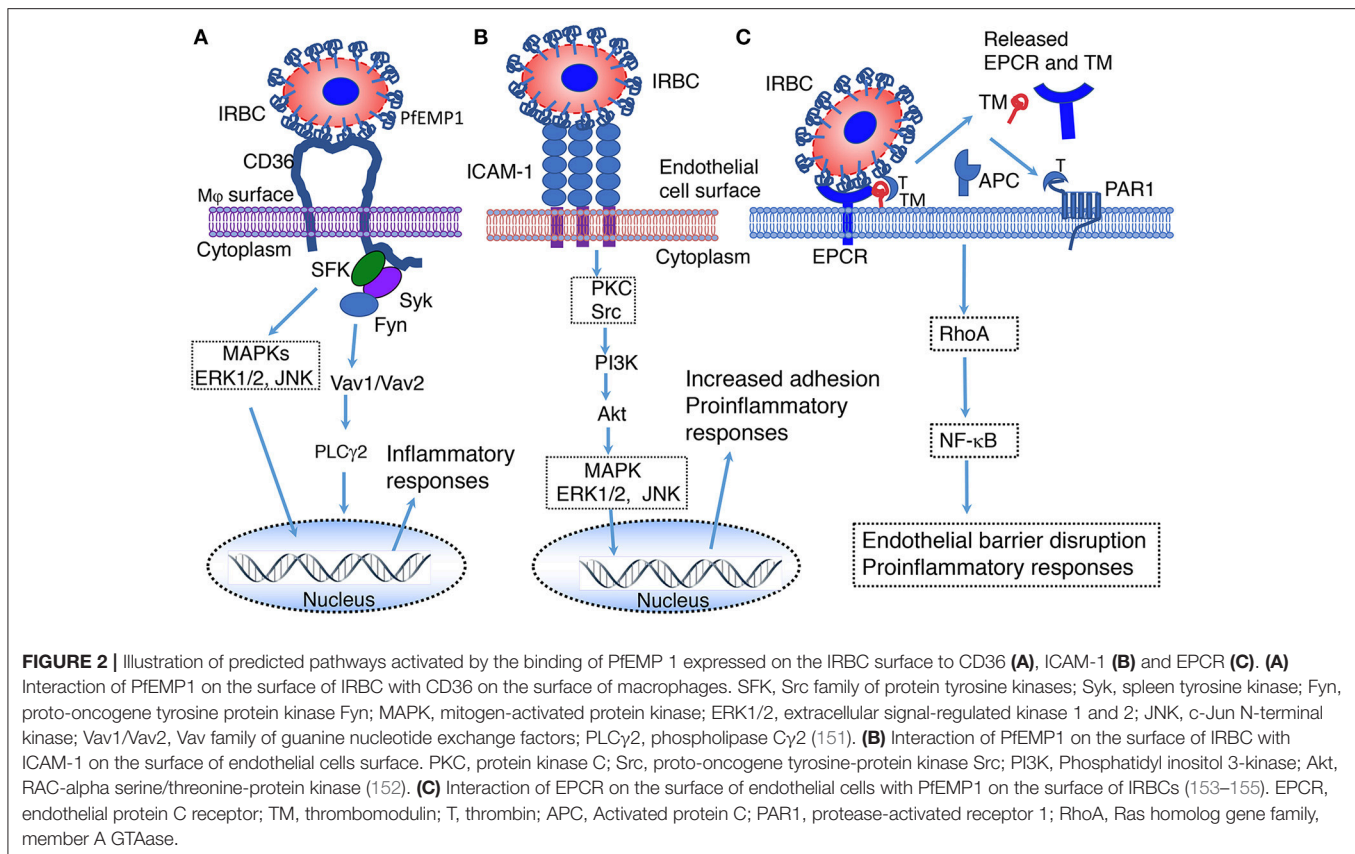 A
IRBC
PfEMP1
CD36
Mφ surface
Cytoplasm
SFK
Syk
Fyn
MAPKs
ERK1/2, JNK
Vav1/Vav2
PLCγ2
Inflammatory
responses
Nucleus
B
IRBC
ICAM-1
Endothelial
cell surface
Cytoplasm
PKC
Src
PI3K
Akt
MAPK
ERK1/2, JNK
Increased adhesion
Proinflammatory
responses
Nucleus
C
Released
EPCR and TM
IRBC
TM
T
TM
APC
T
PAR1
EPCR
RhoA
NF-κB
Endothelial barrier disruption
Proinflammatory responses
FIGURE 2 | Illustration of predicted pathways activated by the binding of PfEMP 1 expressed on the IRBC surface to CD36 (A), ICAM-1 (B) and EPCR (C). (A)
Interaction of PfEMP1 on the surface of IRBC with CD36 on the surface of macrophages. SFK, Src family of protein tyrosine kinases; Syk, spleen tyrosine kinase; Fyn,
proto-oncogene tyrosine protein kinase Fyn; MAPK, mitogen-activated protein kinase; ERK1/2, extracellular signal-regulated kinase 1 and 2; JNK, c-Jun N-terminal
kinase; Vav1/Vav2, Vav family of guanine nucleotide exchange factors; PLCγ2, phospholipase Cγ2 (151). (B) Interaction of PfEMP1 on the surface of IRBC with
ICAM-1 on the surface of endothelial cells surface. PKC, protein kinase C; Src, proto-oncogene tyrosine-protein kinase Src; PI3K, Phosphatidyl inositol 3-kinase; Akt,
RAC-alpha serine/threonine-protein kinase (152). (C) Interaction of EPCR on the surface of endothelial cells with PfEMP1 on the surface of IRBCs (153–155). EPCR,
endothelial protein C receptor; TM, thrombomodulin; T, thrombin; APC, Activated protein C; PAR1, protease-activated receptor 1; RhoA, Ras homolog gene family,
member A GTAase.